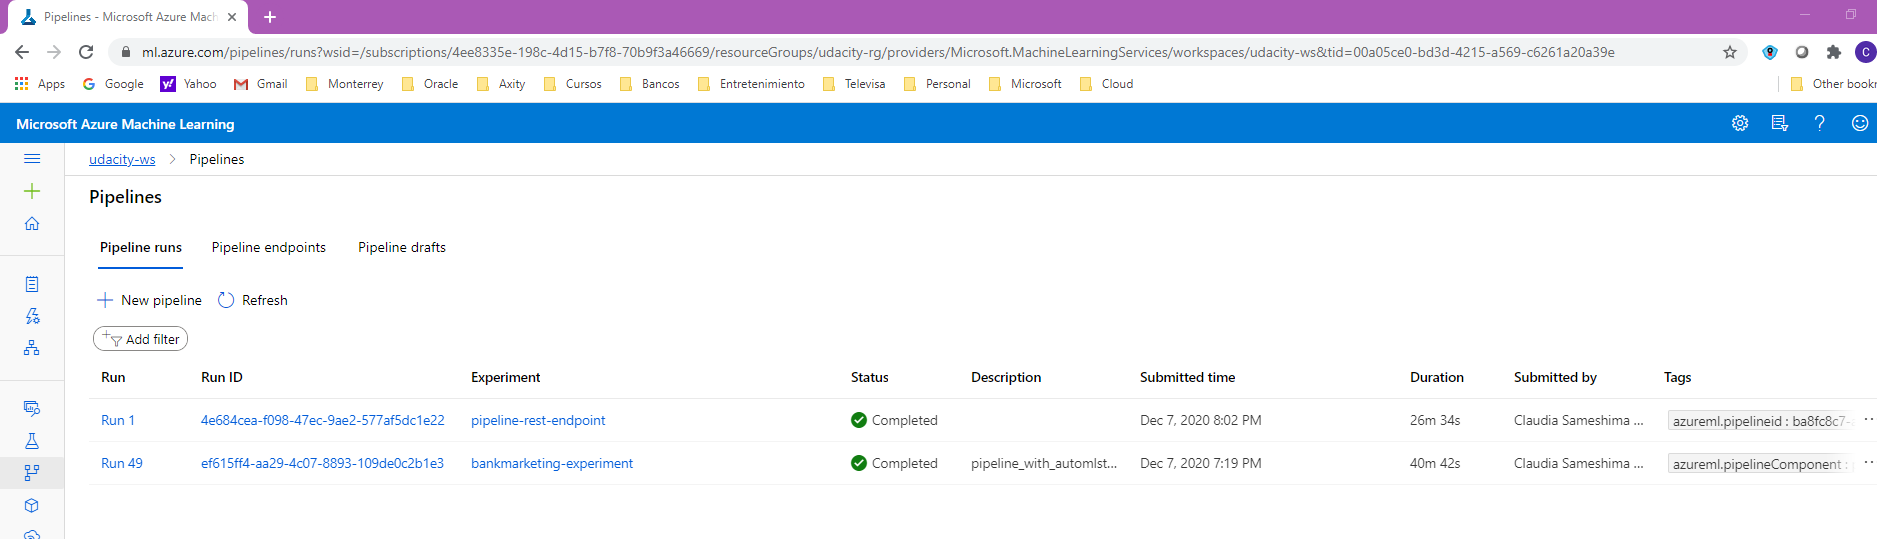 Pipelines - Microsoft Azure Mach
ml.azure.com/pipelines/runs?wsid=/subscriptions/4ee8335e-198c-4d15-b7f8-70b9f3a46669/resourceGroups/udacity-rg/providers/Microsoft.MachineLearningServices/workspaces/udacity-ws&tid=00a05ce0-bd3d-4215-a569-c6261a20a39e
C
Apps Google Yahoo Gmail Monterrey Oracle Axity Cursos Bancos Entretenimiento Televisa Personal Microsoft Cloud Other bookr
Microsoft Azure Machine Learning
udacity-ws > Pipelines
Pipelines
Pipeline runs Pipeline endpoints Pipeline drafts
New pipeline Refresh
Add filter
Run Run ID Experiment Status Description Submitted time Duration Submitted by Tags
Run 1 4e684cea-f098-47ec-9ae2-577af5dc1e22 pipeline-rest-endpoint Completed Dec 7, 2020 8:02 PM 26m 34s Claudia Sameshima ... azureml.pipelineid : ba8fc8c7-
Run 49 ef615ff4-aa29-4c07-8893-109de0c2b1e3 bankmarketing-experiment Completed pipeline_with_automlst... Dec 7, 2020 7:19 PM 40m 42s Claudia Sameshima ... azureml.pipelineComponent :